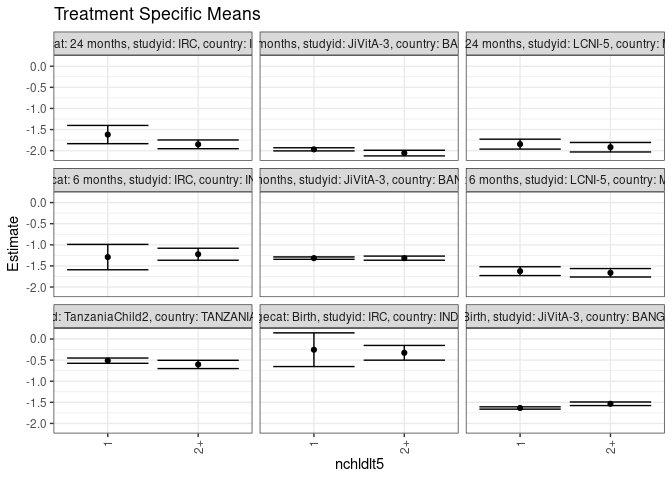 Treatment Specific Means
cat: 24 months, studyid: IRC, country:
months, studyid: JiVitA-3, country: BA
24 months, studyid: LCNI-5, country:
0.0
-0.5
-1.0
-1.5
-2.0
cat: 6 months, studyid: IRC, country: IN
months, studyid: JiVitA-3, country: BAN
6 months, studyid: LCNI-5, country: M
0.0
-0.5
-1.0
-1.5
-2.0
d: TanzaniaChild2, country: TANZANIA
gecat: Birth, studyid: IRC, country: IND
Birth, studyid: JiVitA-3, country: BANG
0.0
-0.5
-1.0
-1.5
-2.0
Estimate
1
2+
1
2+
1
2+
nchldlt5